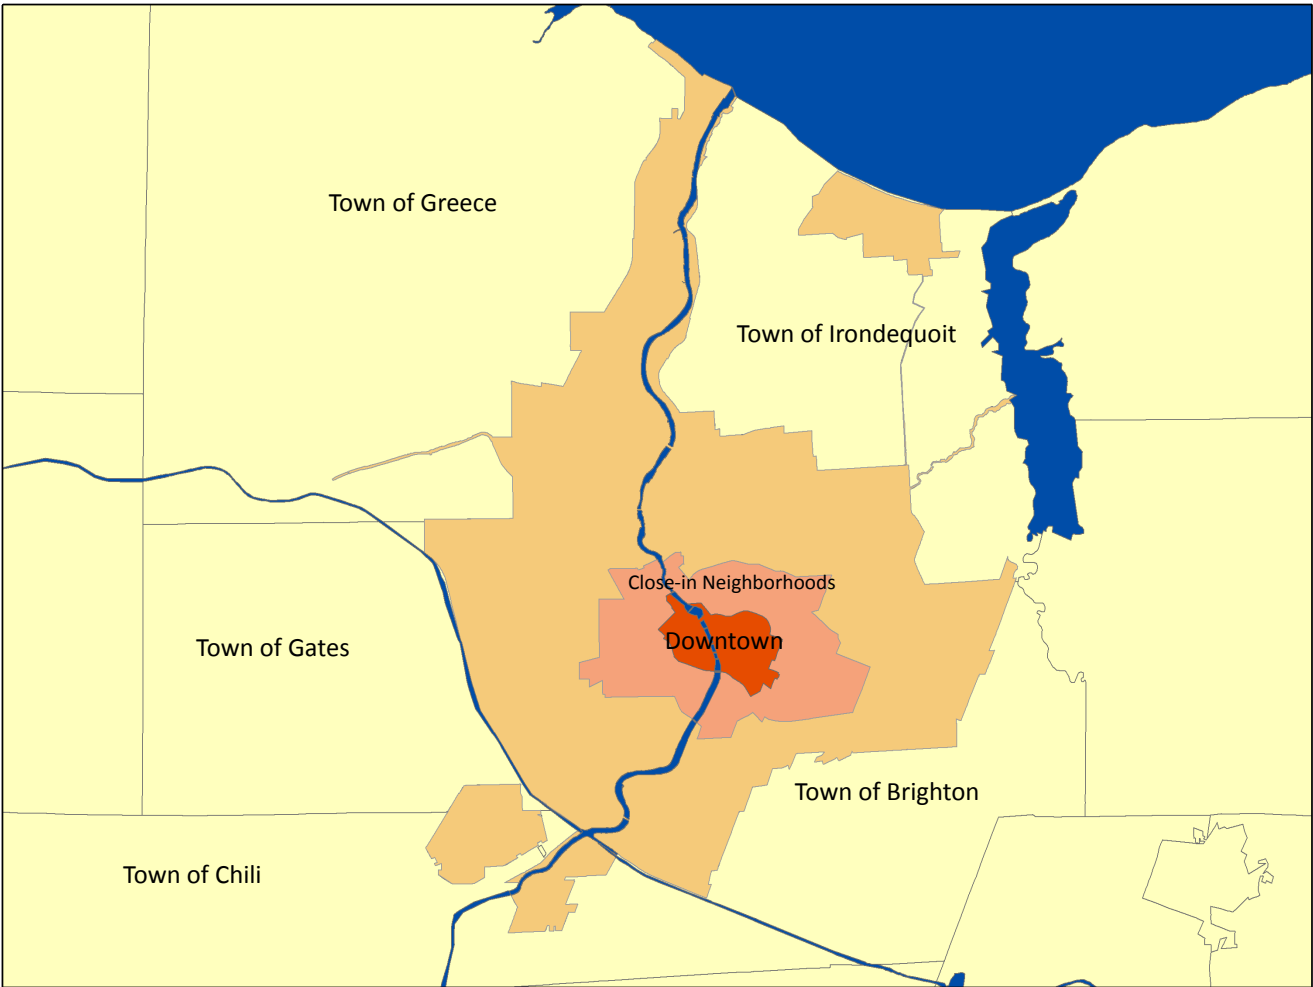 Town of Greece
Town of Irondequoit
Close-in Neighborhoods
Downtown
Town of Gates
Town of Brighton
Town of Chili